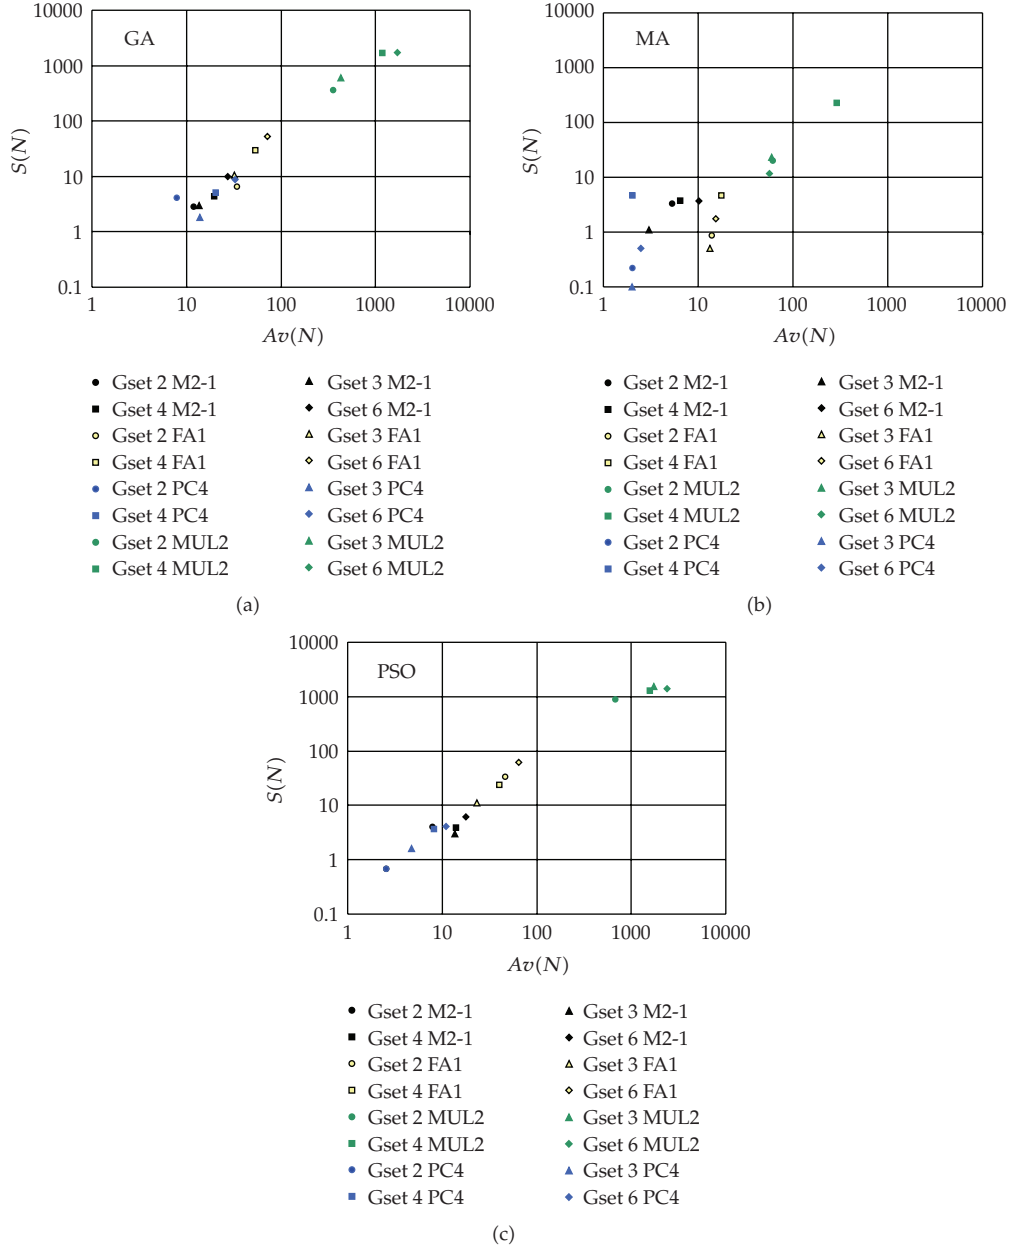 10000
1000
100
10
1
0.1
S(N)
GA
1 10 100 1000 10000
Av(N)
Gset 2 M2-1 Gset 3 M2-1
Gset 4 M2-1 Gset 6 M2-1
Gset 2 FA1 Gset 3 FA1
Gset 4 FA1 Gset 6 FA1
Gset 2 PC4 Gset 3 PC4
Gset 4 PC4 Gset 6 PC4
Gset 2 MUL2 Gset 3 MUL2
Gset 4 MUL2 Gset 6 MUL2
(a)
10000
1000
100
10
1
0.1
S(N)
MA
1 10 100 1000 10000
Av(N)
Gset 2 M2-1 Gset 3 M2-1
Gset 4 M2-1 Gset 6 M2-1
Gset 2 FA1 Gset 3 FA1
Gset 4 FA1 Gset 6 FA1
Gset 2 MUL2 Gset 3 MUL2
Gset 4 MUL2 Gset 6 MUL2
Gset 2 PC4 Gset 3 PC4
Gset 4 PC4 Gset 6 PC4
(b)
10000
1000
100
10
1
0.1
S(N)
PSO
1 10 100 1000 10000
Av(N)
Gset 2 M2-1 Gset 3 M2-1
Gset 4 M2-1 Gset 6 M2-1
Gset 2 FA1 Gset 3 FA1
Gset 4 FA1 Gset 6 FA1
Gset 2 MUL2 Gset 3 MUL2
Gset 4 MUL2 Gset 6 MUL2
Gset 2 PC4 Gset 3 PC4
Gset 4 PC4 Gset 6 PC4
(c)